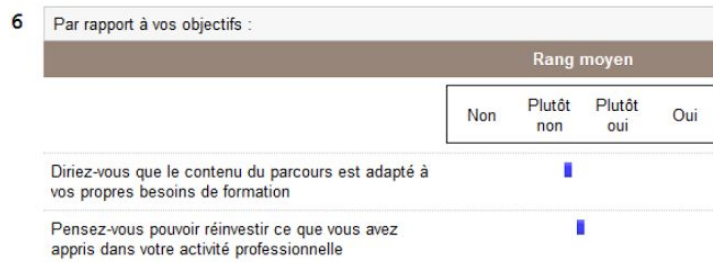 6
Par rapport à vos objectifs :
Rang moyen
Non Plutôt non Plutôt oui Oui
Diriez-vous que le contenu du parcours est adapté à
vos propres besoins de formation
Pensez-vous pouvoir réinvestir ce que vous avez
appris dans votre activité professionnelle